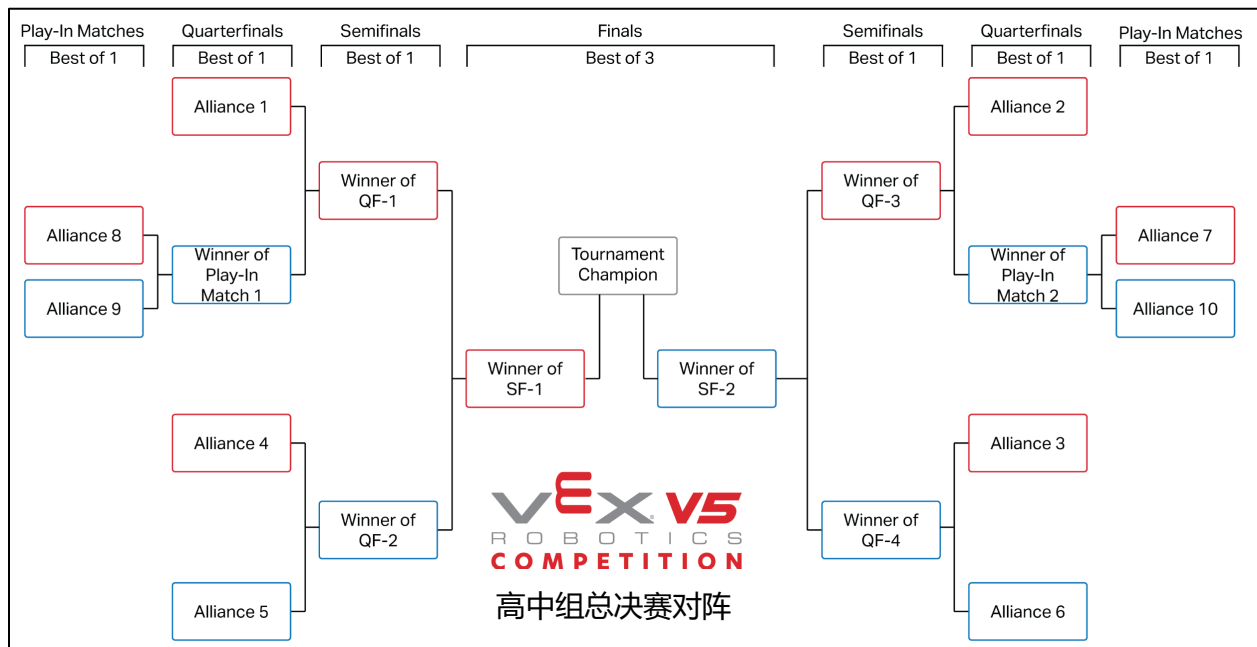 Play-In Matches
Best of 1
Quarterfinals
Best of 1
Semifinals
Best of 1
Finals
Best of 3
Semifinals
Best of 1
Quarterfinals
Best of 1
Play-In Matches
Best of 1
Alliance 1
Alliance 2
Winner of
QF-1
Winner of
QF-3
Alliance 8
Alliance 9
Winner of
Play-In
Match 1
Tournament
Champion
Winner of
Play-In
Match 2
Alliance 7
Alliance 10
Winner of
SF-1
Winner of
SF-2
Alliance 4
Alliance 3
Winner of
QF-2
VEX V5
ROBOTICS
COMPETITION
高中组总决赛对阵
Winner of
QF-4
Alliance 5
Alliance 6